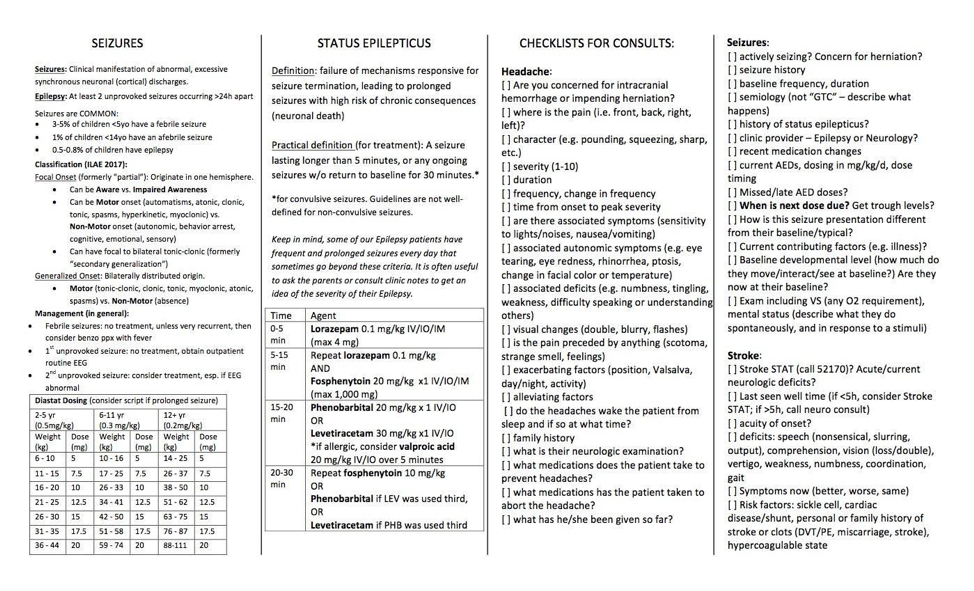 SEIZURES
Seizures: Clinical manifestation of abnormal, excessive
synchronous neuronal (cortical) discharges.
Epilepsy: At least 2 unprovoked seizures occurring >24h apart
Seizures are COMMON:
• 3-5% of children <5yo have a febrile seizure
• 1% of children <14yo have an afebrile seizure
• 0.5-0.8% of children have epilepsy
Classification (ILAE 2017):
Focal Onset (formerly "partial"): Originate in one hemisphere.
• Can be Aware vs. Impaired Awareness
• Can be Motor onset (automatisms, atonic, clonic,
tonic, spasms, hyperkinetic, myoclonic) vs.
Non-Motor onset (autonomic, behavior arrest,
cognitive, emotional, sensory)
• Can have focal to bilateral tonic-clonic (formerly
"secondary generalization")
Generalized Onset: Bilaterally distributed origin.
• Motor (tonic-clonic, clonic, tonic, myoclonic, atonic,
spasms) vs. Non-Motor (absence)
Management (in general):
• Febrile seizures: no treatment, unless very recurrent, then
consider benzo ppx with fever
• 1st unprovoked seizure: no treatment, obtain outpatient
routine EEG
• 2nd unprovoked seizure: consider treatment, esp. if EEG
abnormal
Diastat Dosing (consider script if prolonged seizure)
2-5 yr 6-11 yr 12+ yr
(0.5mg/kg) (0.3 mg/kg) (0.2mg/kg)
Weight Dose Weight Dose Weight Dose
(kg) (mg) (kg) (mg) (kg) (mg)
6 - 10 5 10 - 16 5 14 - 25 5
11 - 15 7.5 17 - 25 7.5 26 - 37 7.5
16 - 20 10 26 - 33 10 38 - 50 10
21 - 25 12.5 34 - 41 12.5 51 - 62 12.5
26 - 30 15 42 - 50 15 63 - 75 15
31 - 35 17.5 51 - 58 17.5 76 - 87 17.5
36 - 44 20 59 - 74 20 88-111 20
STATUS EPILEPTICUS
Definition: failure of mechanisms responsive for
seizure termination, leading to prolonged
seizures with high risk of chronic consequences
(neuronal death)
Practical definition (for treatment): A seizure
lasting longer than 5 minutes, or any ongoing
seizures w/o return to baseline for 30 minutes.*
*for convulsive seizures. Guidelines are not well-
defined for non-convulsive seizures.
Keep in mind, some of our Epilepsy patients have
frequent and prolonged seizures every day that
sometimes go beyond these criteria. It is often useful
to ask the parents or consult clinic notes to get an
idea of the severity of their Epilepsy.
Time Agent
0-5 Lorazepam 0.1 mg/kg IV/IO/IM
min (max 4 mg)
5-15 Repeat lorazepam 0.1 mg/kg
min AND
Fosphenytoin 20 mg/kg x1 IV/IO/IM
(max 1,000 mg)
15-20 Phenobarbital 20 mg/kg x 1 IV/IO
min OR
Levetiracetam 30 mg/kg x1 IV/IO
*if allergic, consider valproic acid
20 mg/kg IV/IO over 5 minutes
20-30 Repeat fosphenytoin 10 mg/kg
min OR
Phenobarbital if LEV was used third,
OR
Levetiracetam if PHB was used third
CHECKLISTS FOR CONSULTS:
Headache:
[ ] Are you concerned for intracranial
hemorrhage or impending herniation?
[ ] where is the pain (i.e. front, back, right,
left)?
[ ] character (e.g. pounding, squeezing, sharp,
etc.)
[ ] severity (1-10)
[ ] duration
[ ] frequency, change in frequency
[ ] time from onset to peak severity
[ ] are there associated symptoms (sensitivity
to lights/noises, nausea/vomiting)
[ ] associated autonomic symptoms (e.g. eye
tearing, eye redness, rhinorrhea, ptosis,
change in facial color or temperature)
[ ] associated deficits (e.g. numbness, tingling,
weakness, difficulty speaking or understanding
others)
[ ] visual changes (double, blurry, flashes)
[ ] is the pain preceded by anything (scotoma,
strange smell, feelings)
[ ] exacerbating factors (position, Valsalva,
day/night, activity)
[ ] alleviating factors
[ ] do the headaches wake the patient from
sleep and if so at what time?
[ ] family history
[ ] what is their neurologic examination?
[ ] what medications does the patient take to
prevent headaches?
[ ] what medications has the patient taken to
abort the headache?
[ ] what has he/she been given so far?
Seizures:
[ ] actively seizing? Concern for herniation?
[ ] seizure history
[ ] baseline frequency, duration
[ ] semiology (not "GTC" – describe what
happens)
[ ] history of status epilepticus?
[ ] clinic provider – Epilepsy or Neurology?
[ ] recent medication changes
[ ] current AEDs, dosing in mg/kg/d, dose
timing
[ ] Missed/late AED doses?
[ ] When is next dose due? Get trough levels?
[ ] How is this seizure presentation different
from their baseline/typical?
[ ] Current contributing factors (e.g. illness)?
[ ] Baseline developmental level (how much do
they move/interact/see at baseline?) Are they
now at their baseline?
[ ] Exam including VS (any O2 requirement),
mental status (describe what they do
spontaneously, and in response to a stimuli)
Stroke:
[ ] Stroke STAT (call 52170)? Acute/current
neurologic deficits?
[ ] Last seen well time (if <5h, consider Stroke
STAT; if >5h, call neuro consult)
[ ] acuity of onset?
[ ] deficits: speech (nonsensical, slurring,
output), comprehension, vision (loss/double),
vertigo, weakness, numbness, coordination,
gait
[ ] Symptoms now (better, worse, same)
[ ] Risk factors: sickle cell, cardiac
disease/shunt, personal or family history of
stroke or clots (DVT/PE, miscarriage, stroke),
hypercoagulable state